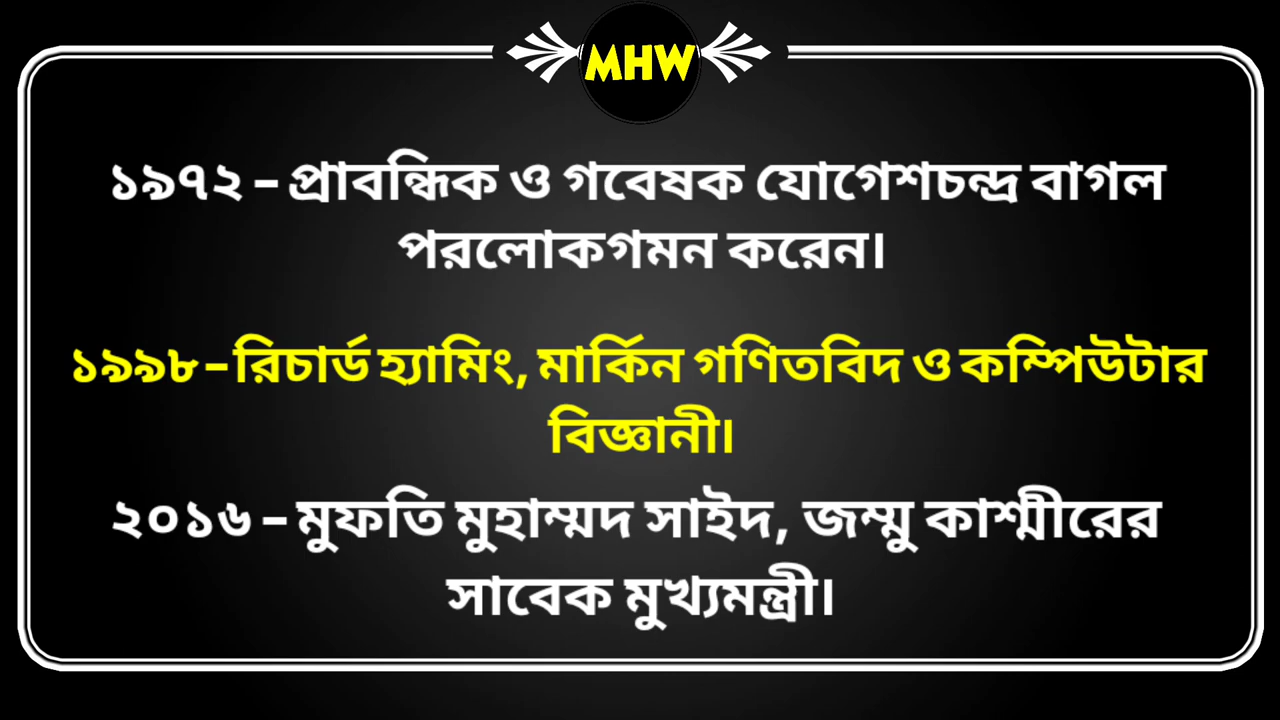 MHW
১৯৭২ – প্রাবন্ধিক ও গবেষক যোগেশচন্দ্র বাগল
পরলোকগমন করেন।
১৯৯৮ – রিচার্ড হ্যামিং, মার্কিন গণিতবিদ ও কম্পিউটার
বিজ্ঞানী।
২০১৬ – মুফতি মুহাম্মদ সাইদ, জম্মু কাশ্মীরের
সাবেক মুখ্যমন্ত্রী।